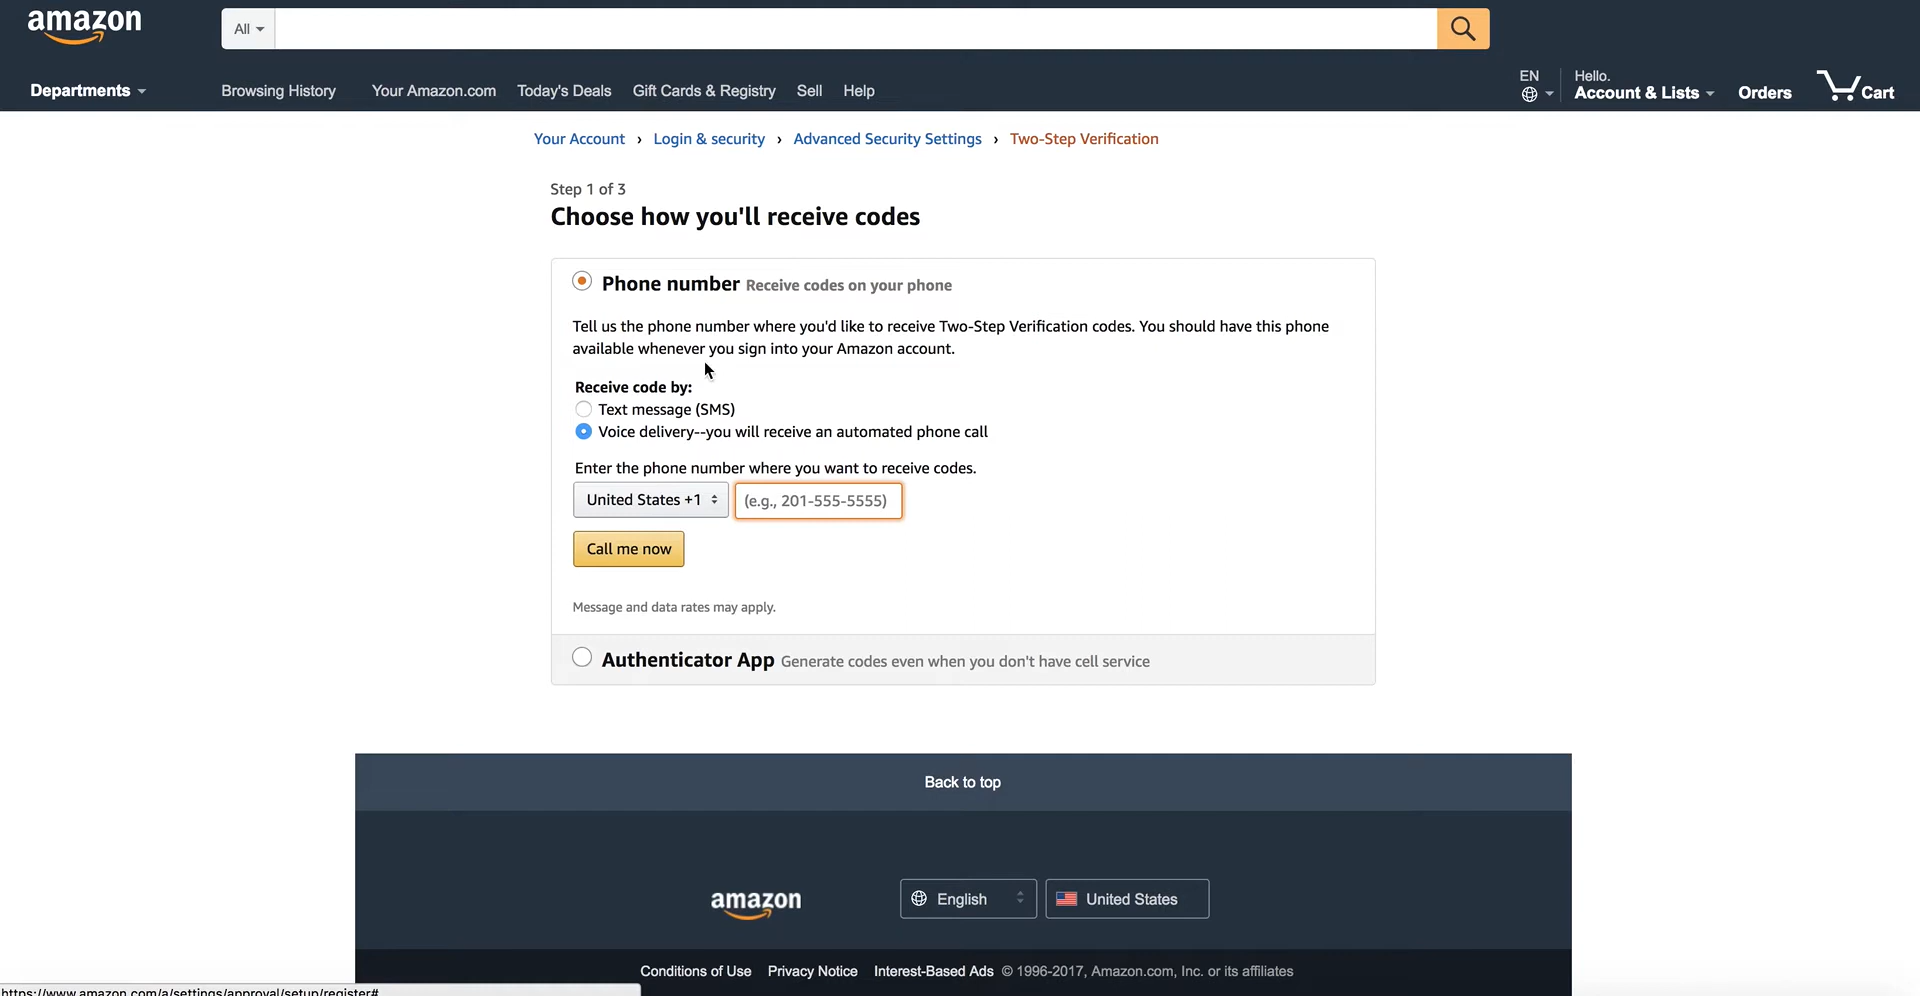 amazon
All
Departments
Browsing History
Your Amazon.com
Today's Deals
Gift Cards & Registry
Sell
Help
EN
Hello.
Account & Lists
Orders
Cart
Your Account › Login & security › Advanced Security Settings › Two-Step Verification
Step 1 of 3
Choose how you'll receive codes
Phone number Receive codes on your phone
Tell us the phone number where you'd like to receive Two-Step Verification codes. You should have this phone
available whenever you sign into your Amazon account.
Receive code by:
Text message (SMS)
Voice delivery--you will receive an automated phone call
Enter the phone number where you want to receive codes.
United States +1
(e.g., 201-555-5555)
Call me now
Message and data rates may apply.
Authenticator App Generate codes even when you don't have cell service
Back to top
amazon
English
United States
Conditions of Use
Privacy Notice
Interest-Based Ads
© 1996-2017, Amazon.com, Inc. or its affiliates
https://www.amazon.com/a/settings/approval/setup/register#